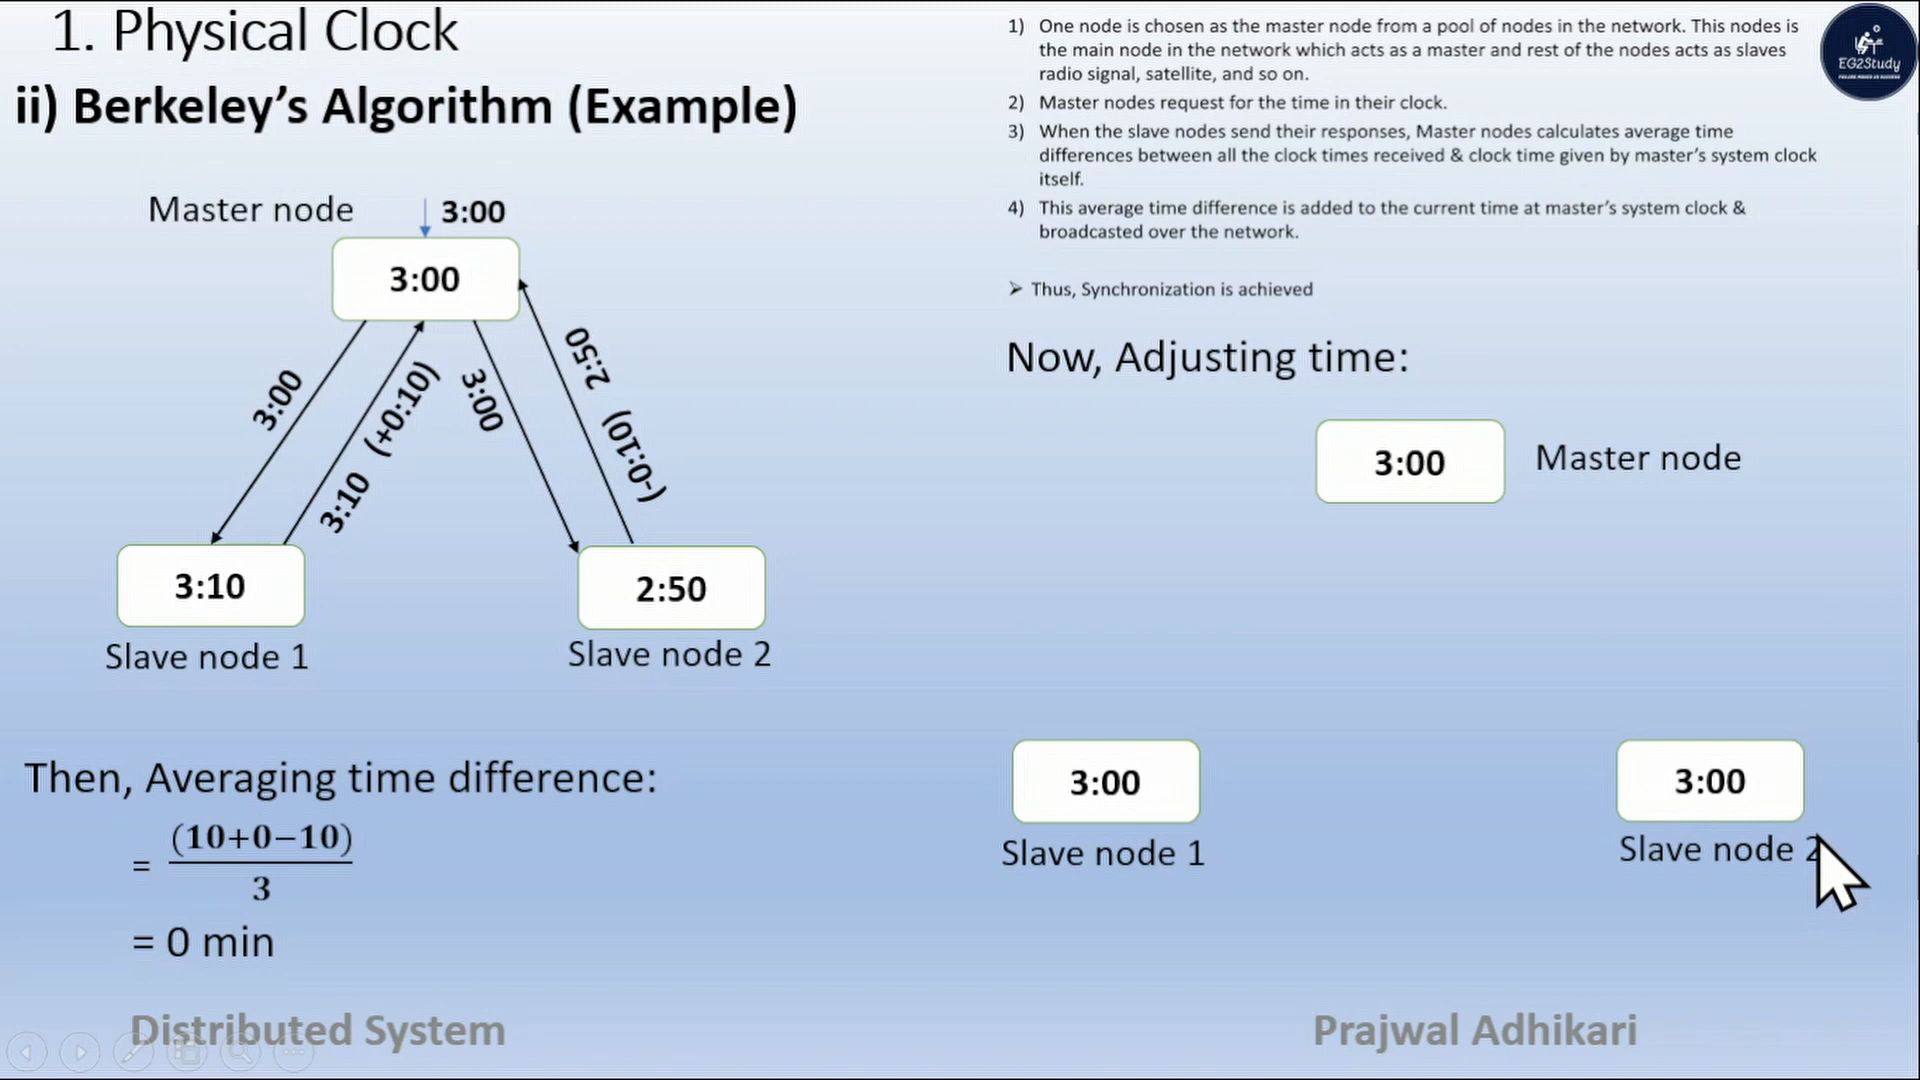 1. Physical Clock
ii) Berkeley’s Algorithm (Example)
Master node
3:00
3:00
3:00
3:10 (+0:10)
3:00
2:50 (-0:10)
3:10
2:50
Slave node 1
Slave node 2
Then, Averaging time difference:
= (10+0−10)
3
= 0 min
1) One node is chosen as the master node from a pool of nodes in the network. This nodes is
the main node in the network which acts as a master and rest of the nodes acts as slaves
radio signal, satellite, and so on.
2) Master nodes request for the time in their clock.
3) When the slave nodes send their responses, Master nodes calculates average time
differences between all the clock times received & clock time given by master’s system clock
itself.
4) This average time difference is added to the current time at master’s system clock &
broadcasted over the network.
➢ Thus, Synchronization is achieved
EG2Study
Now, Adjusting time:
3:00
Master node
3:00
3:00
Slave node 1
Slave node 2
Distributed System
Prajwal Adhikari